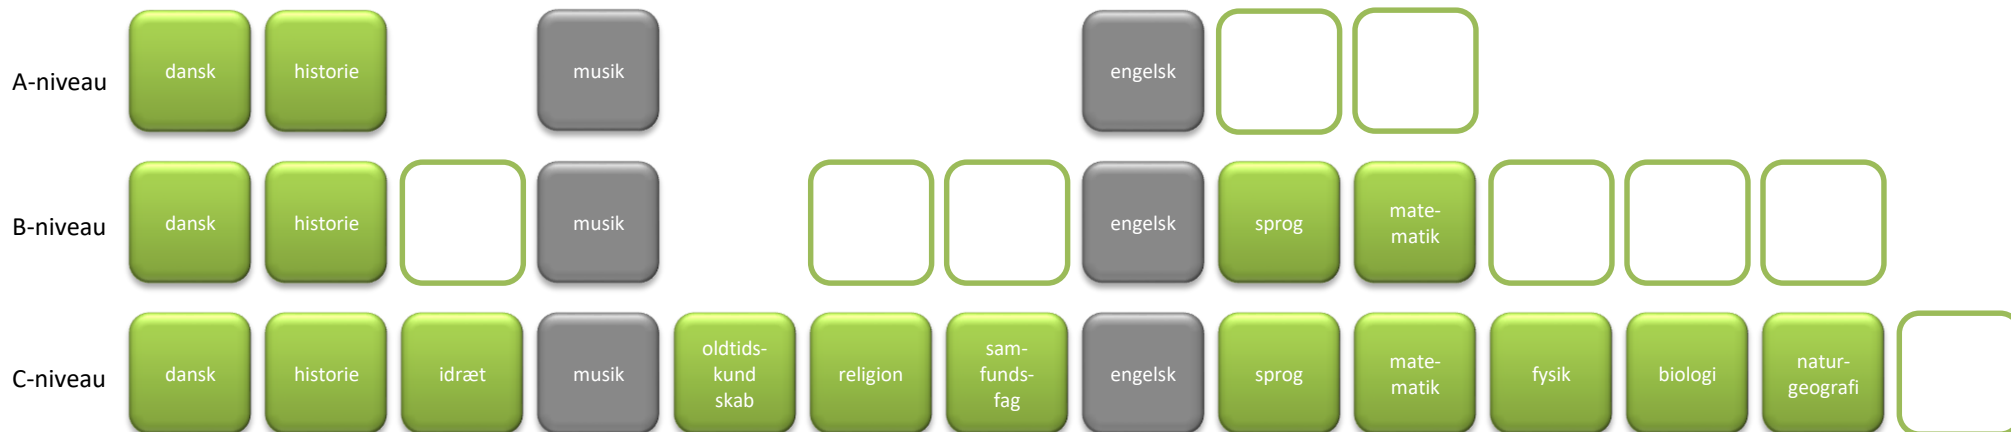 A-niveau
dansk
historie
musik
engelsk
B-niveau
dansk
historie
musik
engelsk
sprog
mate-
matik
C-niveau
dansk
historie
idræt
musik
oldtids-
kund
skab
religion
sam-
funds-
fag
engelsk
sprog
mate-
matik
fysik
biologi
natur-
geografi